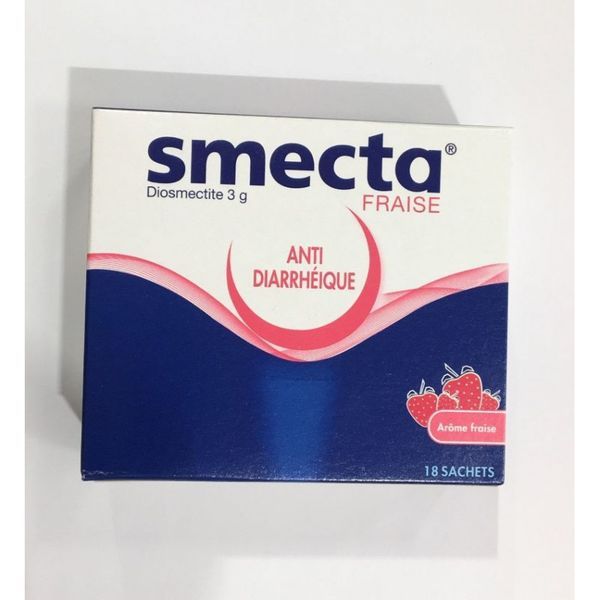 smecta®
Diosmectite 3 g
FRAISE
ANTI
DIARRHÉIQUE
Arôme fraise
18 SACHETS